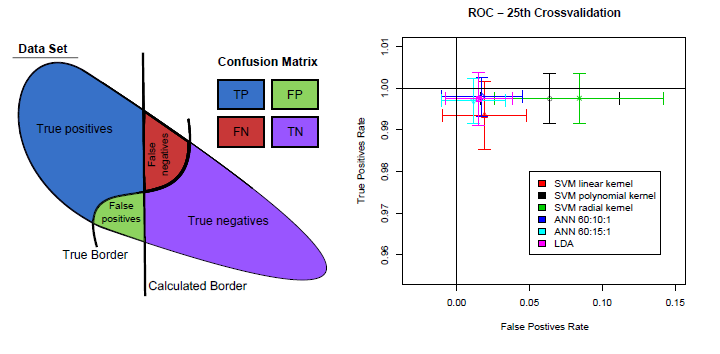 Data Set
Confusion Matrix
TP
FP
FN
TN
True positives
False
negatives
False
positives
True negatives
True Border
Calculated Border
ROC – 25th Crossvalidation
True Positives Rate
1.01
1.00
0.99
0.98
0.97
0.96
SVM linear kernel
SVM polynomial kernel
SVM radial kernel
ANN 60:10:1
ANN 60:15:1
LDA
0.00
0.05
0.10
0.15
False Postives Rate